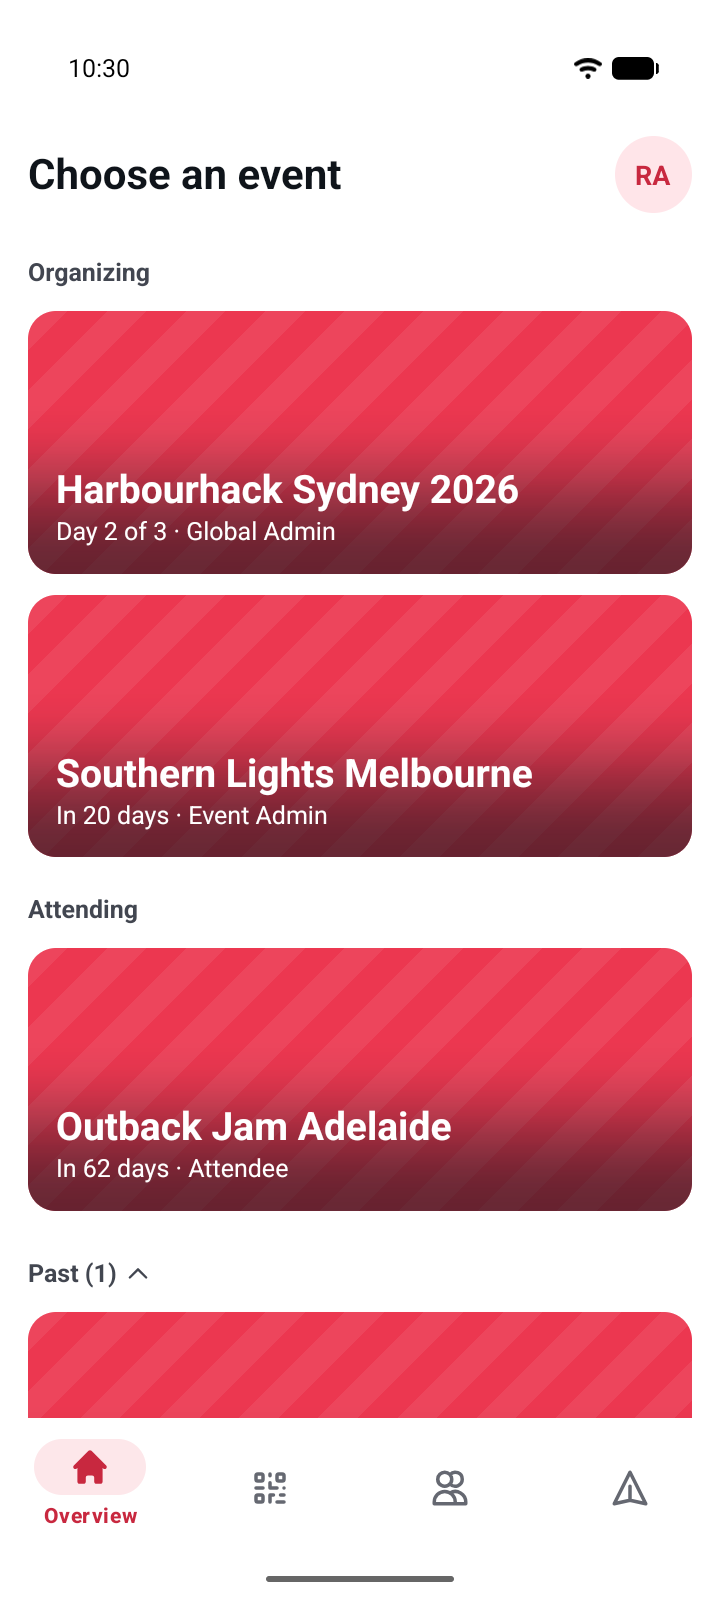 10:30
Choose an event
RA
Organizing
Harbourhack Sydney 2026
Day 2 of 3 · Global Admin
Southern Lights Melbourne
In 20 days · Event Admin
Attending
Outback Jam Adelaide
In 62 days · Attendee
Past (1)
Overview